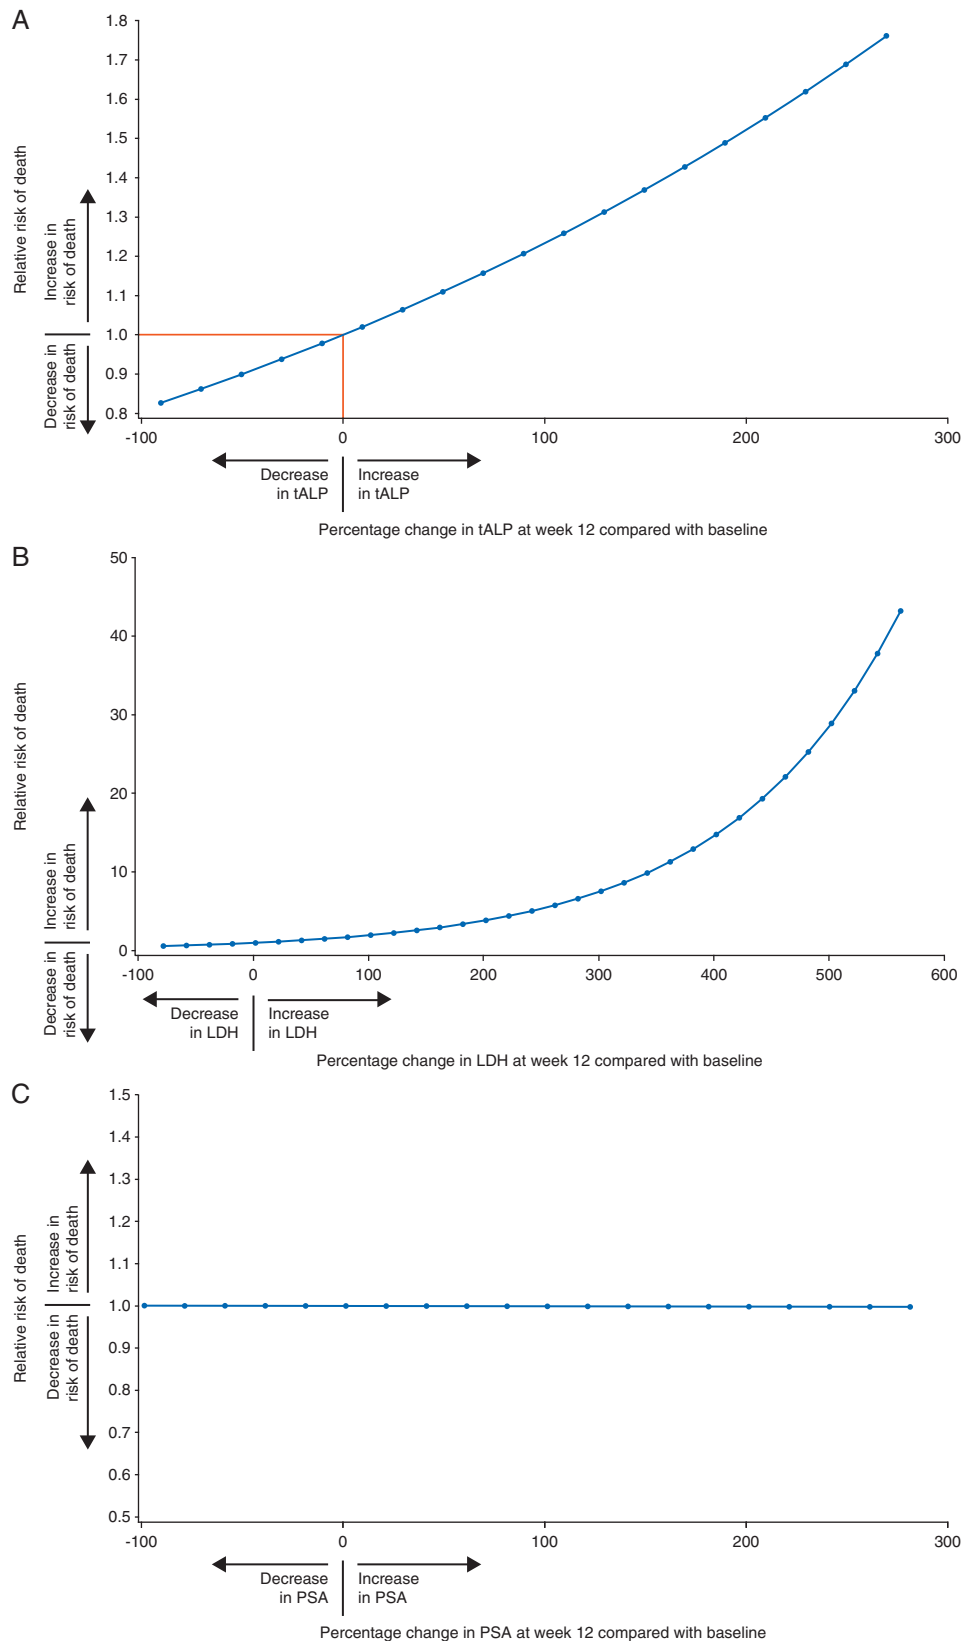 A
1.8
1.7
1.6
1.5
1.4
1.3
1.2
1.1
1.0
0.9
0.8
Relative risk of death
Increase in
risk of death
Decrease in
risk of death
-100 0 100 200 300
Decrease
in tALP
Increase
in tALP
Percentage change in tALP at week 12 compared with baseline
B
50
40
30
20
10
0
Relative risk of death
Increase in
risk of death
Decrease in
risk of death
-100 0 100 200 300 400 500 600
Decrease
in LDH
Increase
in LDH
Percentage change in LDH at week 12 compared with baseline
C
1.5
1.4
1.3
1.2
1.1
1.0
0.9
0.8
0.7
0.6
0.5
Relative risk of death
Increase in
risk of death
Decrease in
risk of death
-100 0 100 200 300
Decrease
in PSA
Increase
in PSA
Percentage change in PSA at week 12 compared with baseline